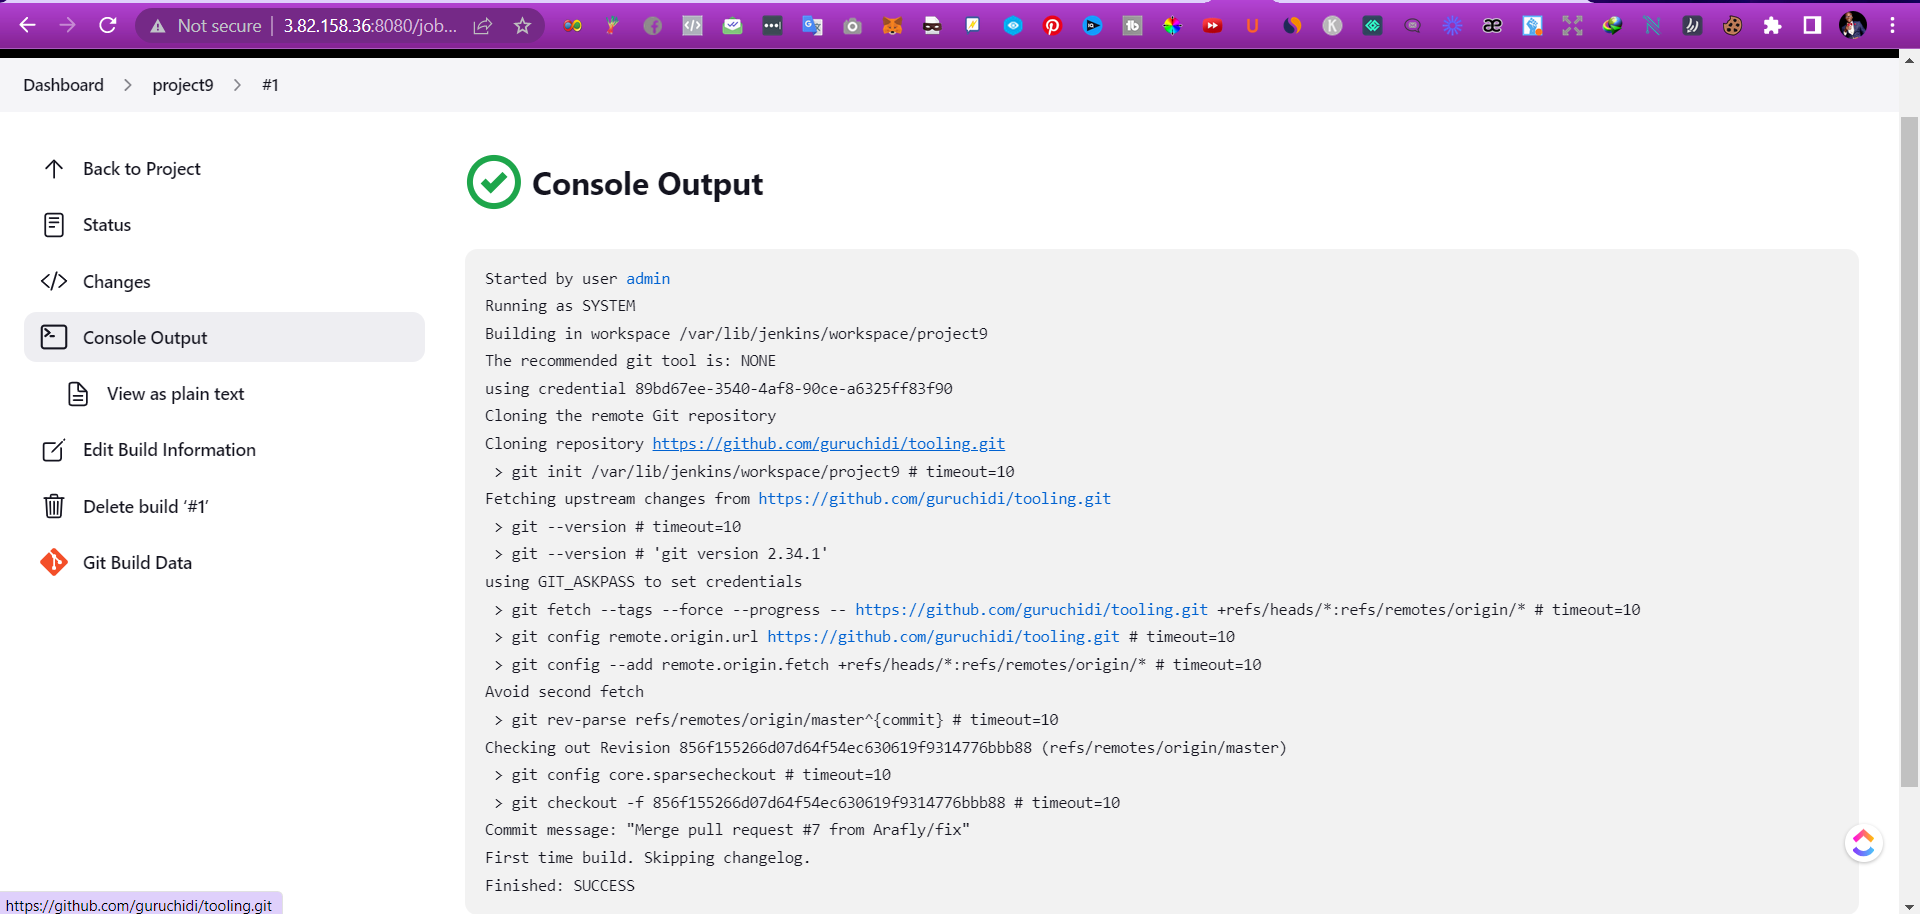 Not secure
3.82.158.36:8080/job...
Dashboard > project9 > #1
Back to Project
Status
Changes
Console Output
View as plain text
Edit Build Information
Delete build ‘#1’
Git Build Data
Console Output
Started by user admin
Running as SYSTEM
Building in workspace /var/lib/jenkins/workspace/project9
The recommended git tool is: NONE
using credential 89bd67ee-3540-4af8-90ce-a6325ff83f90
Cloning the remote Git repository
Cloning repository https://github.com/guruchidi/tooling.git
 > git init /var/lib/jenkins/workspace/project9 # timeout=10
Fetching upstream changes from https://github.com/guruchidi/tooling.git
 > git --version # timeout=10
 > git --version # 'git version 2.34.1'
using GIT_ASKPASS to set credentials
 > git fetch --tags --force --progress -- https://github.com/guruchidi/tooling.git +refs/heads/*:refs/remotes/origin/* # timeout=10
 > git config remote.origin.url https://github.com/guruchidi/tooling.git # timeout=10
 > git config --add remote.origin.fetch +refs/heads/*:refs/remotes/origin/* # timeout=10
Avoid second fetch
 > git rev-parse refs/remotes/origin/master^{commit} # timeout=10
Checking out Revision 856f155266d07d64f54ec630619f9314776bbb88 (refs/remotes/origin/master)
 > git config core.sparsecheckout # timeout=10
 > git checkout -f 856f155266d07d64f54ec630619f9314776bbb88 # timeout=10
Commit message: "Merge pull request #7 from Arafly/fix"
First time build. Skipping changelog.
Finished: SUCCESS
https://github.com/guruchidi/tooling.git